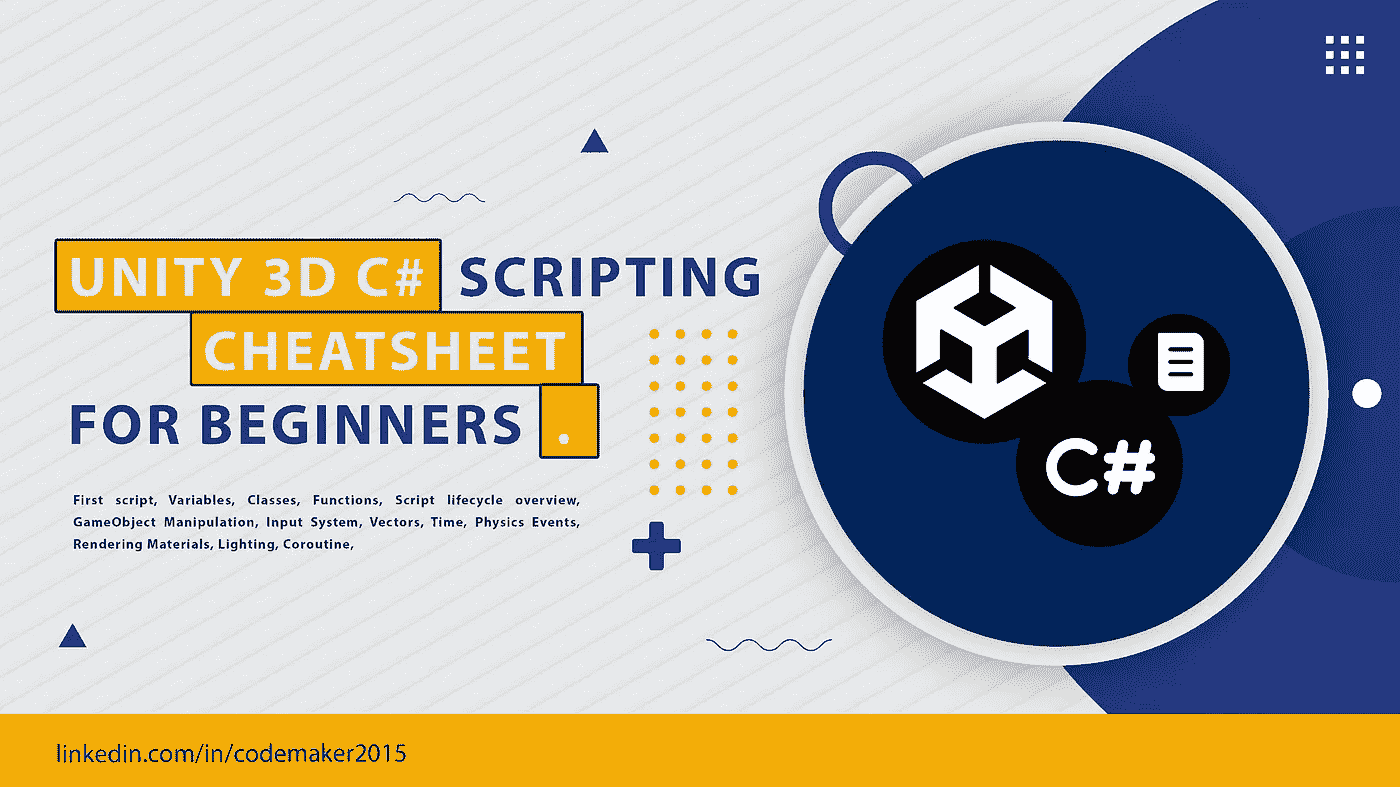 UNITY 3D C# SCRIPTING
CHEATSHEET
FOR BEGINNERS .
First script, Variables, Classes, Functions, Script lifecycle overview,
GameObject Manipulation, Input System, Vectors, Time, Physics Events,
Rendering Materials, Lighting, Coroutine,
C#
linkedin.com/in/codemaker2015